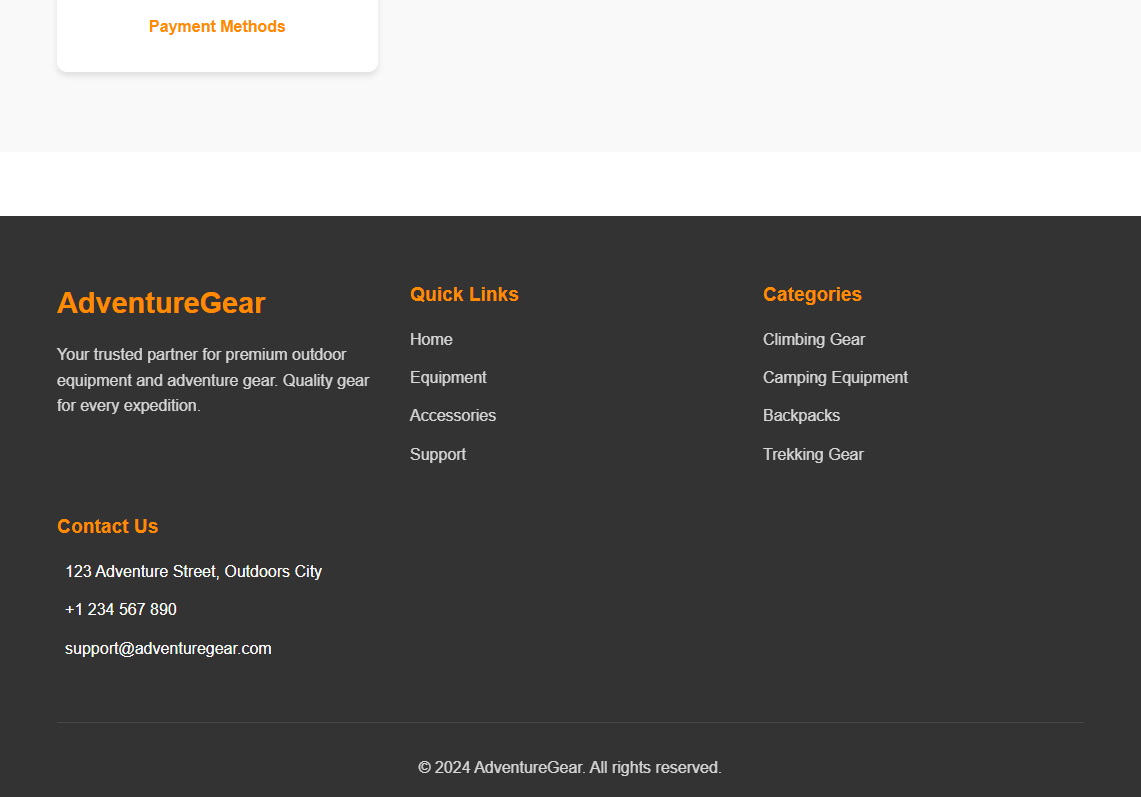 Payment Methods
AdventureGear
Your trusted partner for premium outdoor
equipment and adventure gear. Quality gear
for every expedition.
Quick Links
Home
Equipment
Accessories
Support
Categories
Climbing Gear
Camping Equipment
Backpacks
Trekking Gear
Contact Us
123 Adventure Street, Outdoors City
+1 234 567 890
support@adventuregear.com
© 2024 AdventureGear. All rights reserved.